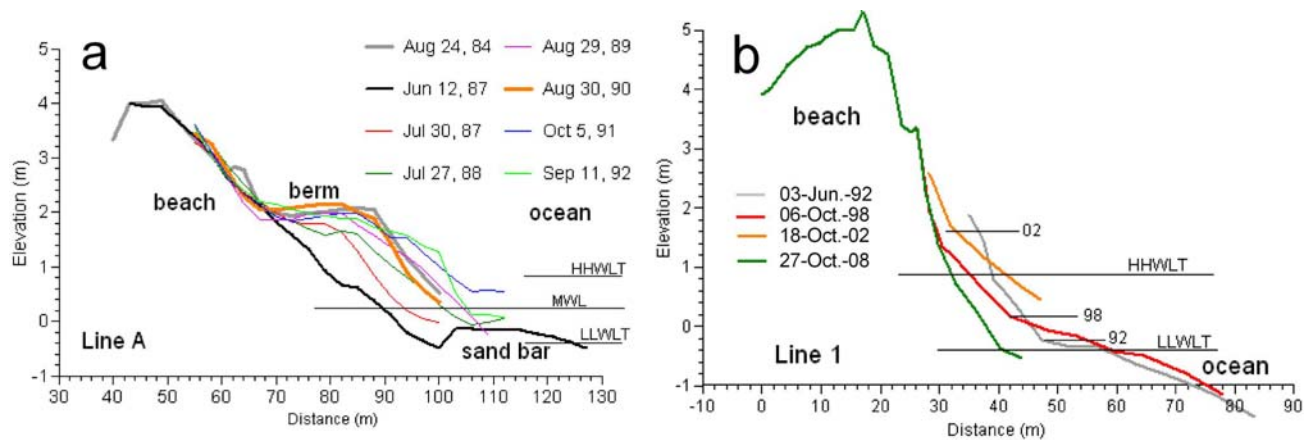 a
Aug 24, 84
Aug 29, 89
Jun 12, 87
Aug 30, 90
Jul 30, 87
Oct 5, 91
Jul 27, 88
Sep 11, 92
berm
beach
ocean
HHWLT
MWL
LLWLT
Line A
sand bar
5
4
3
2
1
0
-1
Elevation (m)
30 40 50 60 70 80 90 100 110 120 130
Distance (m)
b
beach
03-Jun.-92
06-Oct.-98
18-Oct.-02
27-Oct.-08
02
HHWLT
98
92
LLWLT
Line 1
ocean
5
4
3
2
1
0
-1
Elevation (m)
-10 0 10 20 30 40 50 60 70 80 90
Distance (m)